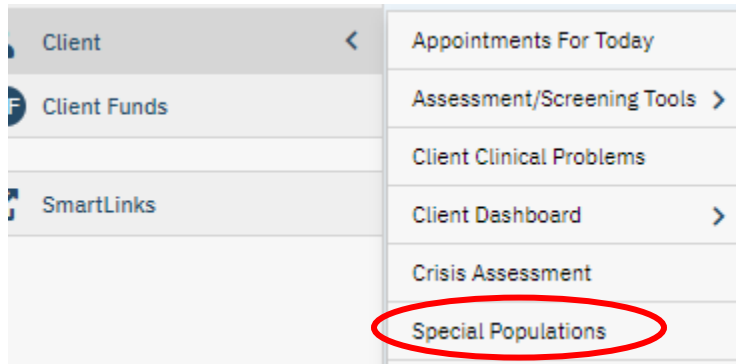 Client
Client Funds
SmartLinks
Appointments For Today
Assessment/Screening Tools
Client Clinical Problems
Client Dashboard
Crisis Assessment
Special Populations